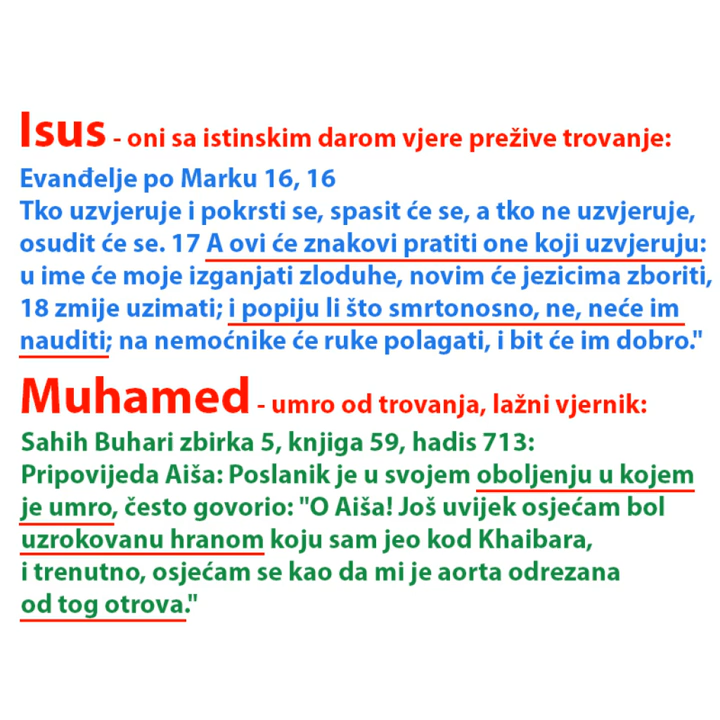 Isus - oni sa istinskim darom vjere prežive trovanje:
Evanđelje po Marku 16, 16
Tko uzvjeruje i pokrsti se, spasit će se, a tko ne uzvjeruje,
osudit će se. 17 A ovi će znakovi pratiti one koji uzvjeruju:
u ime će moje izganjati zloduhe, novim će jezicima zboriti,
18 zmije uzimati; i popiju li što smrtonosno, ne, neće im
nauditi; na nemoćnike će ruke polagati, i bit će im dobro."
Muhamed - umro od trovanja, lažni vjernik:
Sahih Buhari zbirka 5, knjiga 59, hadis 713:
Pripovijeda Aiša: Poslanik je u svojem oboljenju u kojem
je umro, često govorio: "O Aiša! Još uvijek osjećam bol
uzrokovanu hranom koju sam jeo kod Khaibara,
i trenutno, osjećam se kao da mi je aorta odrezana
od tog otrova."